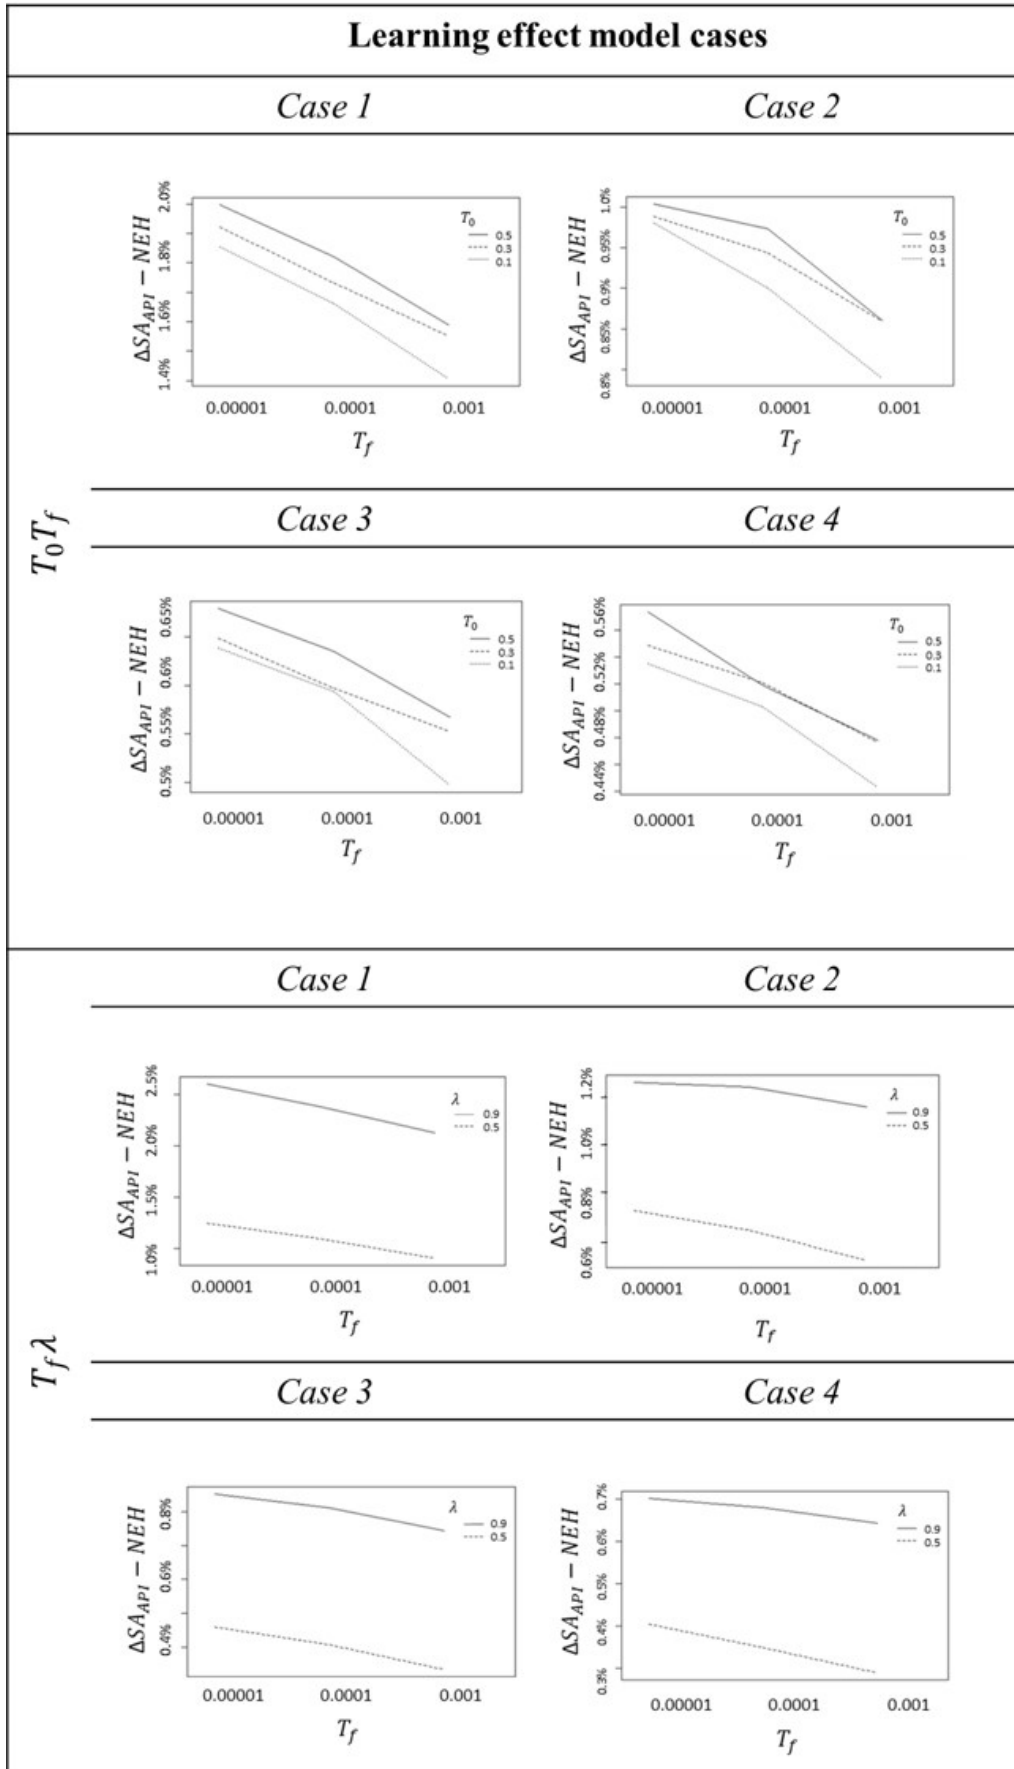 Learning effect model cases
Case 1
Case 2
T₀T_f
ΔSA_API − NEH
2.0%
1.8%
1.6%
1.4%
T₀
0.5
0.3
0.1
0.00001
0.0001
0.001
T_f
ΔSA_API − NEH
1.0%
0.95%
0.9%
0.85%
0.8%
T₀
0.5
0.3
0.1
0.00001
0.0001
0.001
T_f
Case 3
Case 4
ΔSA_API − NEH
0.65%
0.6%
0.55%
0.5%
T₀
0.5
0.3
0.1
0.00001
0.0001
0.001
T_f
ΔSA_API − NEH
0.56%
0.52%
0.48%
0.44%
T₀
0.5
0.3
0.1
0.00001
0.0001
0.001
T_f
Case 1
Case 2
T_f λ
ΔSA_API − NEH
2.5%
2.0%
1.5%
1.0%
λ
0.9
0.5
0.00001
0.0001
0.001
T_f
ΔSA_API − NEH
1.2%
1.0%
0.8%
0.6%
λ
0.9
0.5
0.00001
0.0001
0.001
T_f
Case 3
Case 4
ΔSA_API − NEH
0.8%
0.6%
0.4%
λ
0.9
0.5
0.00001
0.0001
0.001
T_f
ΔSA_API − NEH
0.7%
0.6%
0.5%
0.4%
0.3%
λ
0.9
0.5
0.00001
0.0001
0.001
T_f